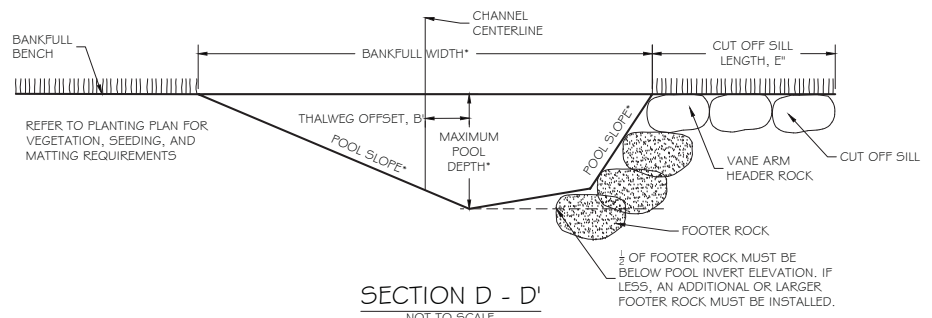 CHANNEL
CENTERLINE
BANKFULL
BENCH
BANKFULL WIDTH*
CUT OFF SILL
LENGTH, E"
REFER TO PLANTING PLAN FOR
VEGETATION, SEEDING, AND
MATTING REQUIREMENTS
THALWEG OFFSET, B'
POOL SLOPE*
MAXIMUM
POOL
DEPTH*
POOL SLOPE*
VANE ARM
HEADER ROCK
CUT OFF SILL
FOOTER ROCK
½ OF FOOTER ROCK MUST BE
BELOW POOL INVERT ELEVATION. IF
LESS, AN ADDITIONAL OR LARGER
FOOTER ROCK MUST BE INSTALLED.
SECTION D - D'
NOT TO SCALE